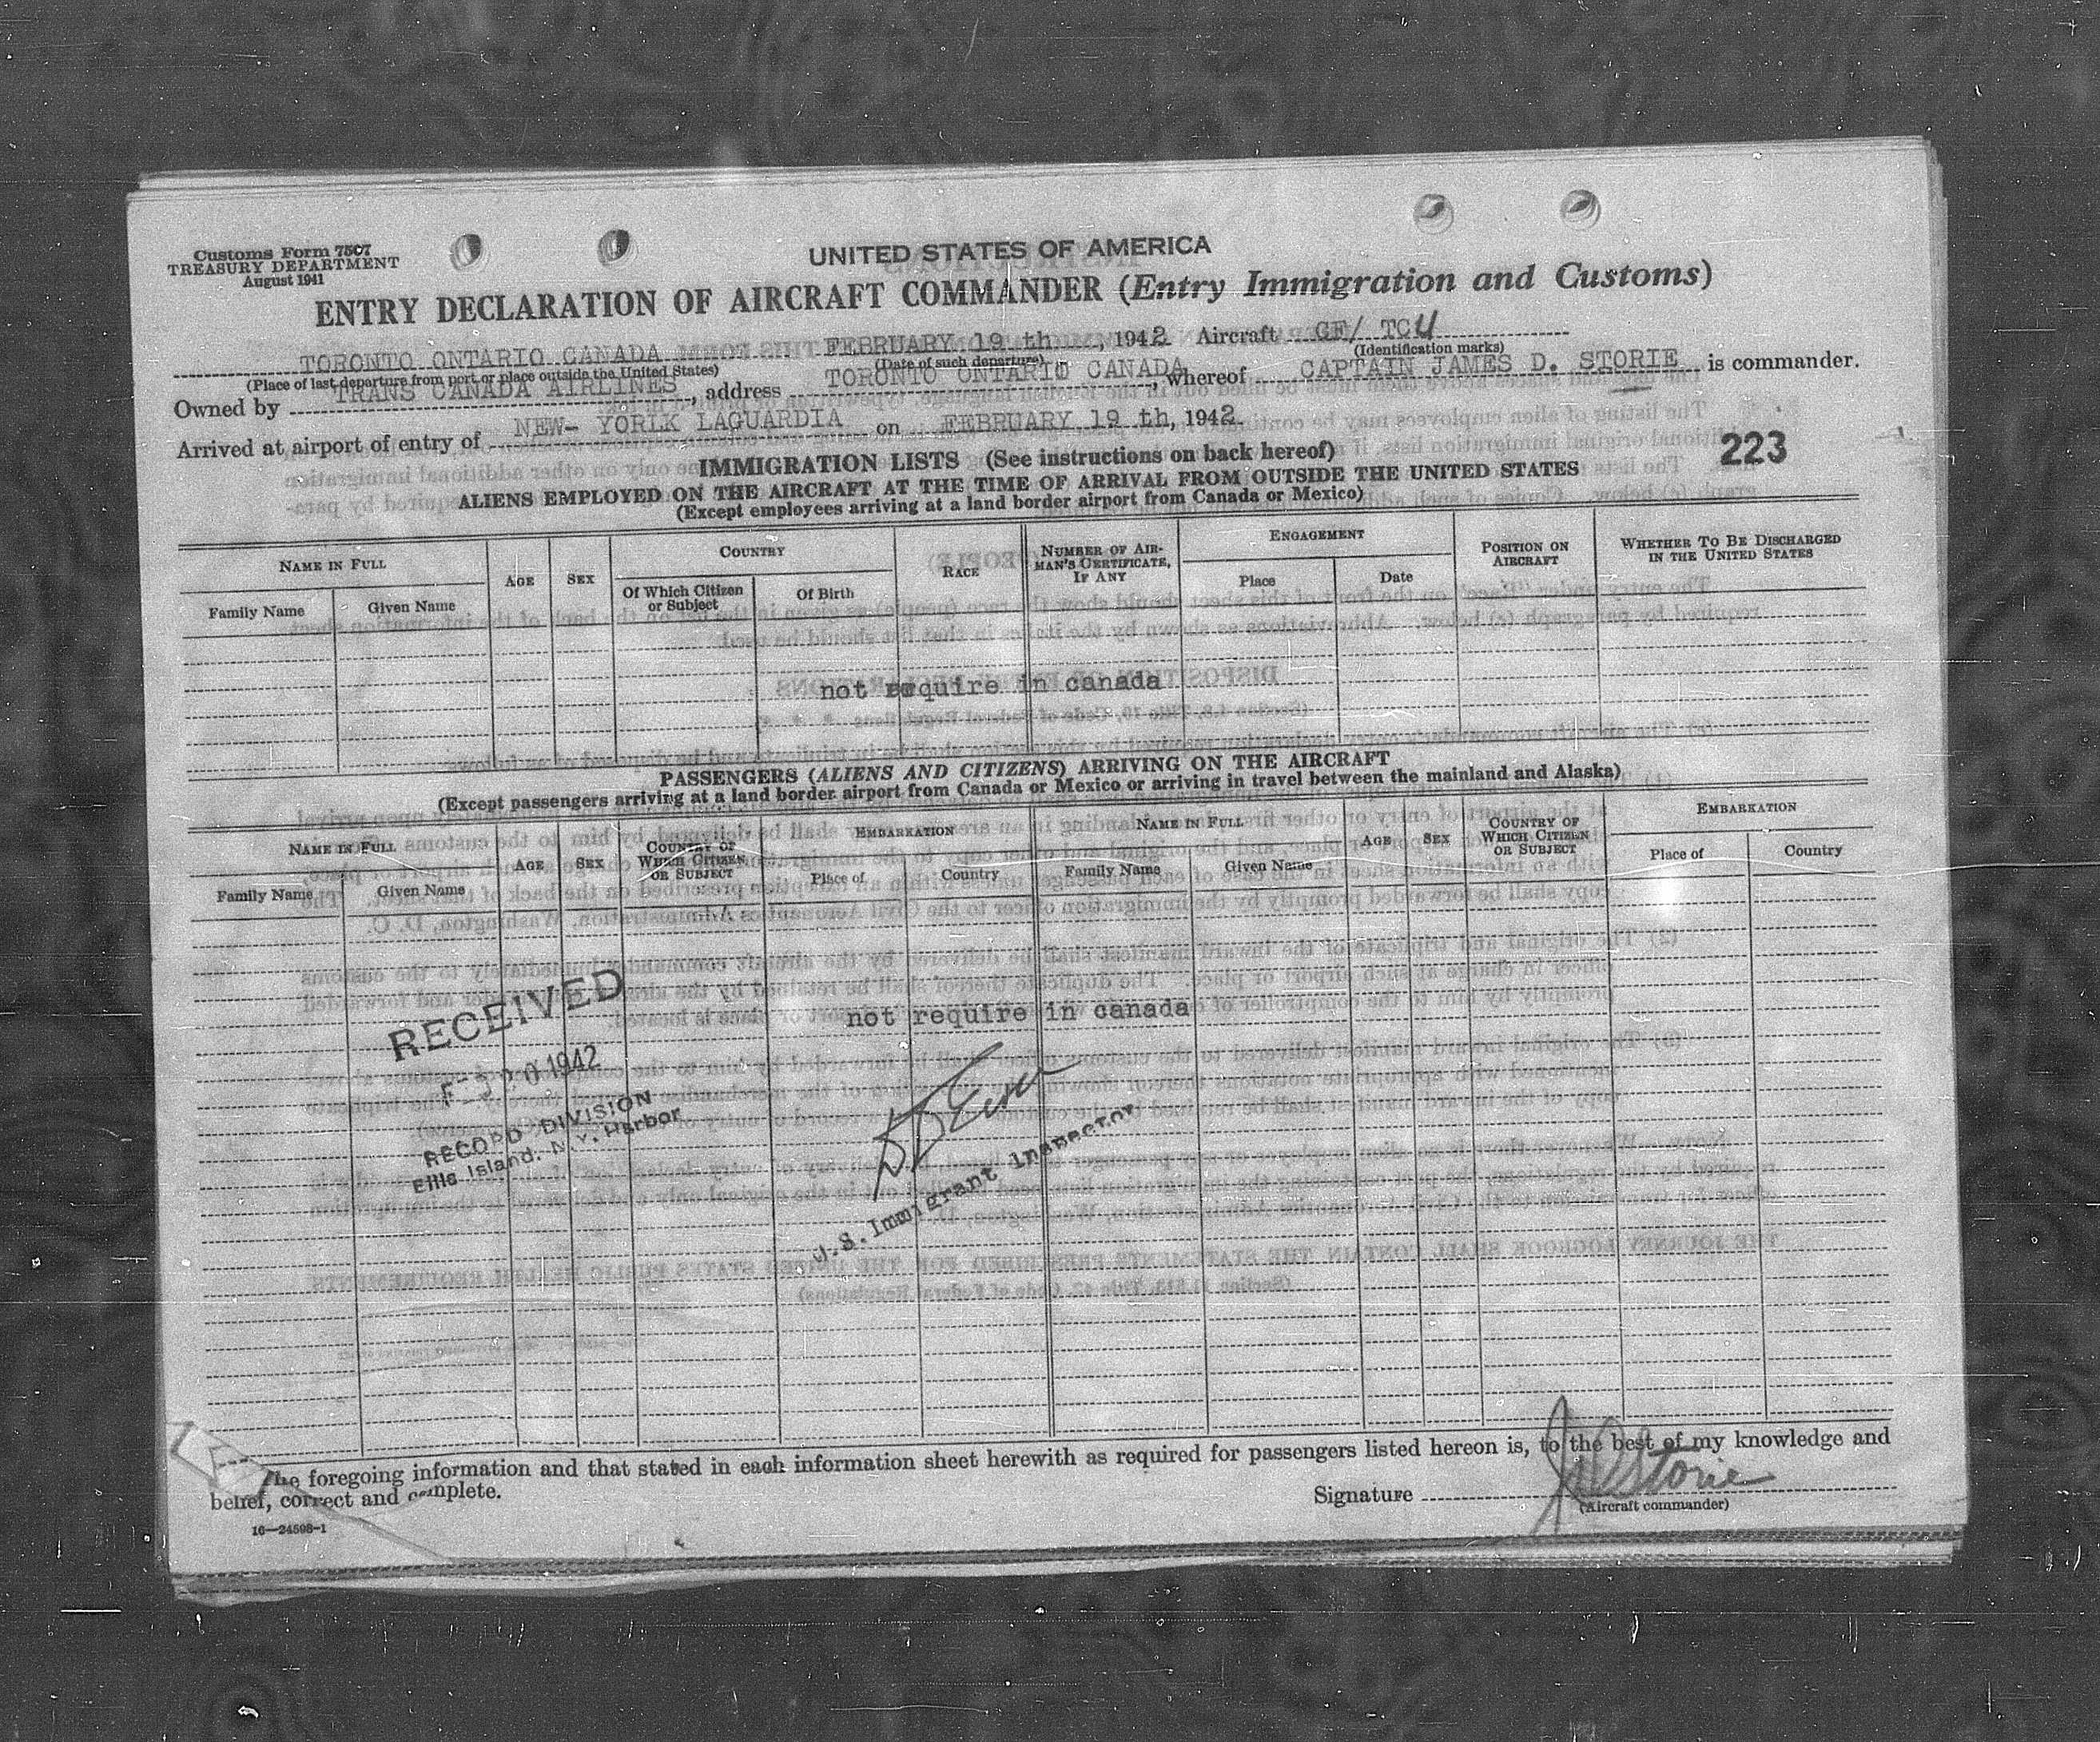 Customs Form 7507
TREASURY DEPARTMENT
August 1941
UNITED STATES OF AMERICA
ENTRY DECLARATION OF AIRCRAFT COMMANDER (Entry Immigration and Customs)
TORONTO ONTARIO CANADA FEBRUARY 19 th, 1942 Aircraft CF/ TCU
(Place of last departure from port or place outside the United States) (Date of such departure) (Identification marks)
Owned by TRANS CANADA AIRLINES, address TORONTO ONTARIO CANADA, whereof CAPTAIN JAMES D. STORIE is commander.
Arrived at airport of entry of NEW- YORLK LAGUARDIA on FEBRUARY 19 th, 1942.
223
IMMIGRATION LISTS (See instructions on back hereof)
ALIENS EMPLOYED ON THE AIRCRAFT AT THE TIME OF ARRIVAL FROM OUTSIDE THE UNITED STATES
(Except employees arriving at a land border airport from Canada or Mexico)
NAME IN FULL AGE SEX COUNTRY RACE NUMBER OF AIRMAN'S CERTIFICATE, IF ANY ENGAGEMENT POSITION ON AIRCRAFT WHETHER TO BE DISCHARGED IN THE UNITED STATES
Family Name Given Name Of Which Citizen or Subject Of Birth Place Date
not require in canada
PASSENGERS (ALIENS AND CITIZENS) ARRIVING ON THE AIRCRAFT
(Except passengers arriving at a land border airport from Canada or Mexico or arriving in travel between the mainland and Alaska)
NAME IN FULL AGE SEX COUNTRY OF WHICH CITIZEN OR SUBJECT EMBARKATION NAME IN FULL AGE SEX COUNTRY OF WHICH CITIZEN OR SUBJECT EMBARKATION
Family Name Given Name Place of Country Family Name Given Name Place of Country
not require in canada
RECEIVED
FEB 20 1942
RECORD DIVISION
Ellis Island, N.Y. Harbor
U.S. Immigrant Inspector
The foregoing information and that stated in each information sheet herewith as required for passengers listed hereon is, to the best of my knowledge and
belief, correct and complete.
Signature J D Storie
(Aircraft commander)
16—24598-1